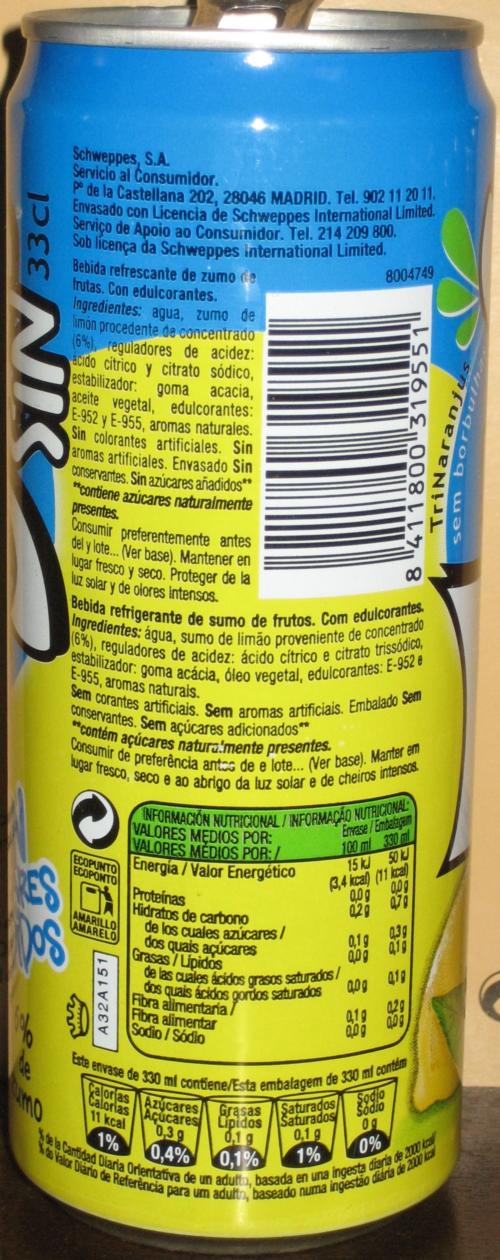 Schweppes, S.A.
Servicio al Consumidor.
Pº de la Castellana 202, 28046 MADRID. Tel. 902 11 20 11.
Envasado con Licencia de Schweppes International Limited.
Serviço de Apoio ao Consumidor. Tel. 214 209 800.
Sob licença da Schweppes International Limited.
33cl
8004749
Bebida refrescante de zumo de
frutas. Con edulcorantes.
Ingredientes: agua, zumo de
limón procedente de concentrado
(6%), reguladores de acidez:
ácido cítrico y citrato sódico,
estabilizador: goma acacia,
aceite vegetal, edulcorantes:
E-952 y E-955, aromas naturales.
Sin colorantes artificiales. Sin
aromas artificiales. Envasado Sin
conservantes. Sin azúcares añadidos**
**contiene azúcares naturalmente
presentes.
Consumir preferentemente antes
del y lote... (Ver base). Mantener en
lugar fresco y seco. Proteger de la
luz solar y de olores intensos.
8 411800 319551
TriNaranjus
sem
SIN
Bebida refrigerante de sumo de frutos. Com edulcorantes.
Ingredientes: água, sumo de limão proveniente de concentrado
(6%), reguladores de acidez: ácido cítrico e citrato trissódico,
estabilizador: goma acácia, óleo vegetal, edulcorantes: E-952 e
E-955, aromas naturais.
Sem corantes artificiais. Sem aromas artificiais. Embalado Sem
conservantes. Sem açúcares adicionados**
**contém açúcares naturalmente presentes.
Consumir de preferência antes de e lote... (Ver base). Manter em
lugar fresco, seco e ao abrigo da luz solar e de cheiros intensos.
ECOPUNTO
ECOPONTO
AMARILLO
AMARELO
A32A151
INFORMACIÓN NUTRICIONAL / INFORMAÇÃO NUTRICIONAL:
VALORES MEDIOS POR: Envase / Embalagem
VALORES MÉDIOS POR: / 100 ml 330 ml
Energía / Valor Energético 15 kJ 50 kJ
(3,4 kcal) (11 kcal)
Proteínas 0,0 g 0,0 g
Hidratos de carbono 0,2 g 0,7 g
de los cuales azúcares /
dos quais açúcares 0,1 g 0,3 g
Grasas / Lípidos 0,0 g 0,1 g
de las cuales ácidos grasos saturados /
dos quais ácidos gordos saturados 0,0 g 0,1 g
Fibra alimentaria /
Fibra alimentar 0,1 g 0,2 g
Sodio / Sódio 0,0 g 0,0 g
de
Este envase de 330 ml contiene/Esta embalagem de 330 ml contém
Calorías Azúcares Grasas Saturados Sodio
Calorias Açúcares Lípidos Saturados Sódio
11 kcal 0,3 g 0,1 g 0,1 g 0 g
1% 0,4% 0,1% 1% 0%
% de la Cantidad Diaria Orientativa de un adulto, basada en una ingesta diaria de 2000 kcal
% do Valor Diário de Referência para um adulto, baseado numa ingestão diária de 2000 kcal